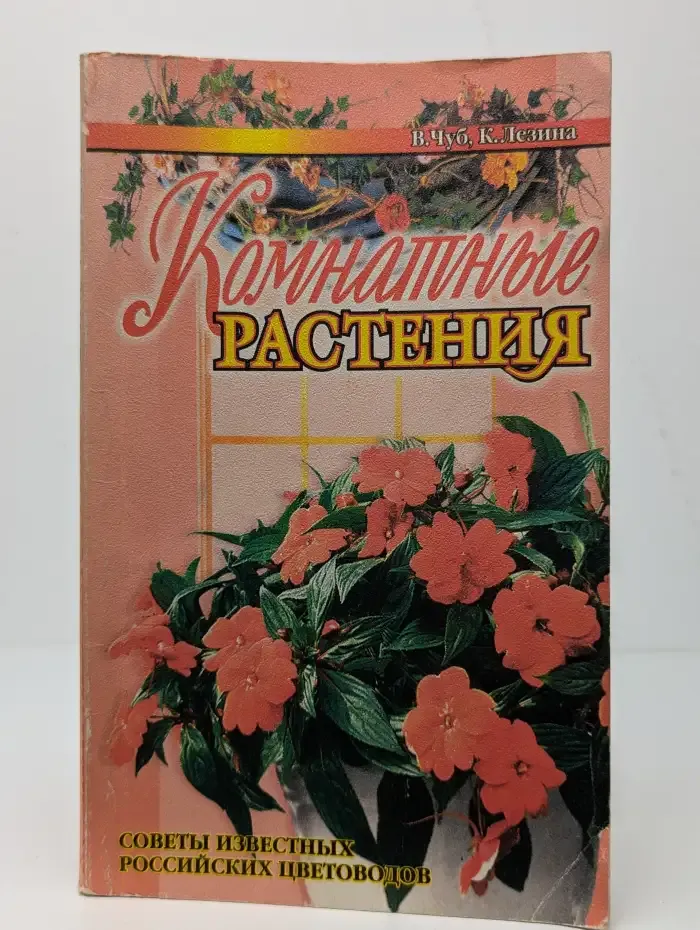 В.Чуб, К.Лезина
Комнатные
РАСТЕНИЯ
СОВЕТЫ ИЗВЕСТНЫХ
РОССИЙСКИХ ЦВЕТОВОДОВ